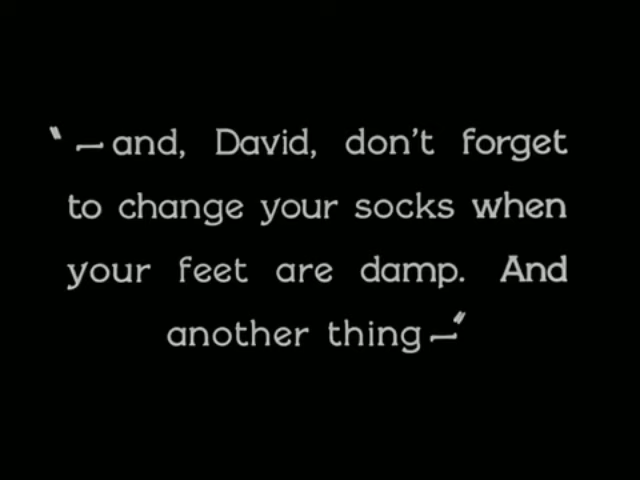 "—and, David, don't forget
to change your socks when
your feet are damp. And
another thing—"